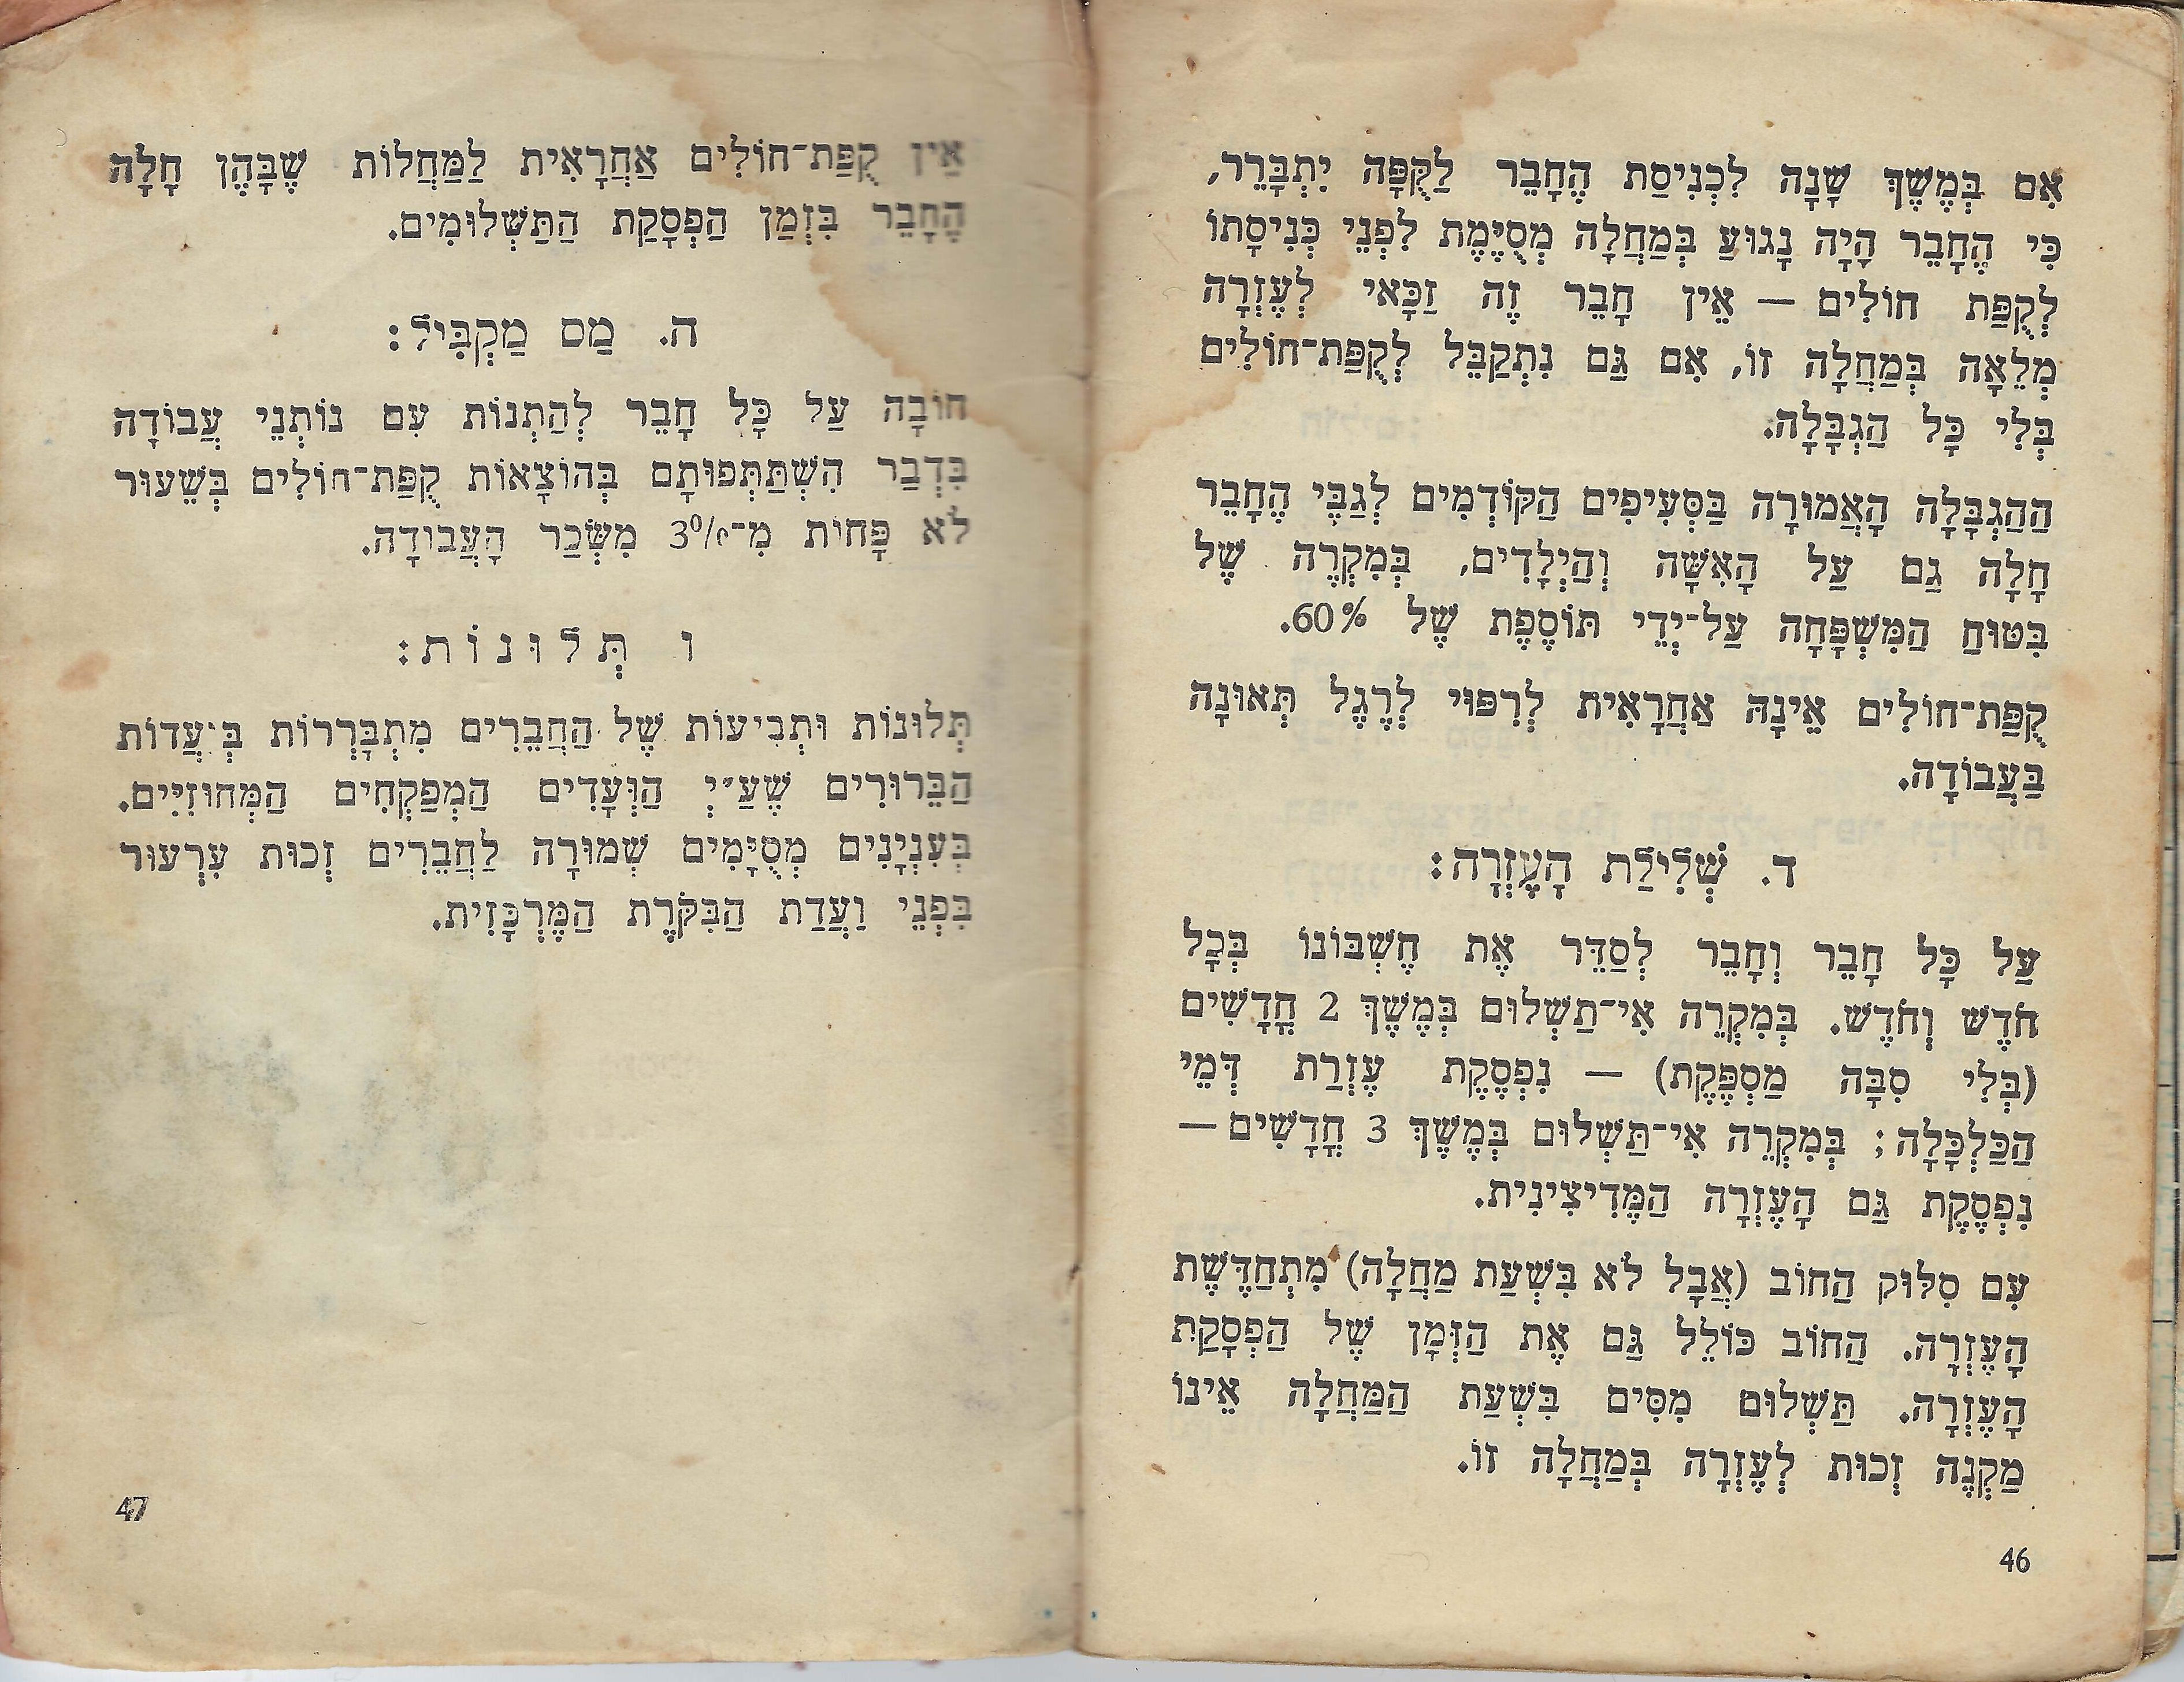 אִם בְּמֶשֶׁךְ שָׁנָה לִכְנִיסַת הֶחָבֵר לַקֻּפָּה יִתְבָּרֵר,
כִּי הֶחָבֵר הָיָה נָגוּעַ בְּמַחֲלָה מְסֻיֶּמֶת לִפְנֵי כְּנִיסָתוֹ
לְקֻפַּת חוֹלִים — אֵין חָבֵר זֶה זַכָּאי לְעֶזְרָה
מְלֵאָה בְּמַחֲלָה זוֹ, אִם גַּם נִתְקַבֵּל לְקֻפַּת־חוֹלִים
בְּלִי כָּל הַגְבָּלָה.
הַהַגְבָּלָה הָאֲמוּרָה בַּסְּעִיפִים הַקּוֹדְמִים לְגַבֵּי הֶחָבֵר
חָלָה גַם עַל הָאִשָּׁה וְהַיְלָדִים, בְּמִקְרֶה שֶׁל
בִּטּוּחַ הַמִּשְׁפָּחָה עַל־יְדֵי תּוֹסֶפֶת שֶׁל 60%.
קֻפַּת־חוֹלִים אֵינָהּ אַחֲרָאִית לְרִפּוּי לְרֶגֶל תְּאוּנָה
בַּעֲבוֹדָה.
ד. שְׁלִילַת הָעֶזְרָה:
עַל כָּל חָבֵר וְחָבֵר לְסַדֵּר אֶת חֶשְׁבּוֹנוֹ בְּכָל
חֹדֶשׁ וְחֹדֶשׁ. בְּמִקְרֵה אִי־תַשְׁלוּם בְּמֶשֶׁךְ 2 חֳדָשִׁים
(בְּלִי סִבָּה מַסְפֶּקֶת) — נִפְסֶקֶת עֶזְרַת דְּמֵי
הַכַּלְכָּלָה; בְּמִקְרֵה אִי־תַּשְׁלוּם בְּמֶשֶׁךְ 3 חֳדָשִׁים —
נִפְסֶקֶת גַּם הָעֶזְרָה הַמֶּדִיצִינִית.
עִם סִלּוּק הַחוֹב (אֲבָל לֹא בִּשְׁעַת מַחֲלָה) מִתְחַדֶּשֶׁת
הָעֶזְרָה. הַחוֹב כּוֹלֵל גַּם אֶת הַזְּמָן שֶׁל הַפְסָקַת
הָעֶזְרָה. תַּשְׁלוּם מִסִּים בִּשְׁעַת הַמַּחֲלָה אֵינוֹ
מַקְנֶה זְכוּת לְעֶזְרָה בְּמַחֲלָה זוֹ.
46
אֵין קֻפַּת־חוֹלִים אַחֲרָאִית לַמַּחֲלוֹת שֶׁבָּהֶן חָלָה
הֶחָבֵר בִּזְמַן הַפְסָקַת הַתַּשְׁלוּמִים.
ה. מַס מַקְבִּיל:
חוֹבָה עַל כָּל חָבֵר לְהַתְנוֹת עִם נוֹתְנֵי עֲבוֹדָה
בִּדְבַר הִשְׁתַּתְּפוּתָם בְּהוֹצָאוֹת קֻפַּת־חוֹלִים בְּשֵׁעוּר
לֹא פָּחוֹת מִ־3% מִשְּׂכַר הָעֲבוֹדָה.
ו תְּלוּנוֹת:
תְּלוּנוֹת וּתְבִיעוֹת שֶׁל הַחֲבֵרִים מִתְבָּרְרוֹת בְּוַעֲדוֹת
הַבֵּרוּרִים שֶׁעַ״יְ הַוְּעָדִים הַמְפַקְּחִים הַמְּחוֹזִיִּים.
בְּעִנְיָנִים מְסֻיָּמִים שְׁמוּרָה לַחֲבֵרִים זְכוּת עִרְעוּר
בִּפְנֵי וַעֲדַת הַבִּקֹּרֶת הַמֶּרְכָּזִית.
47